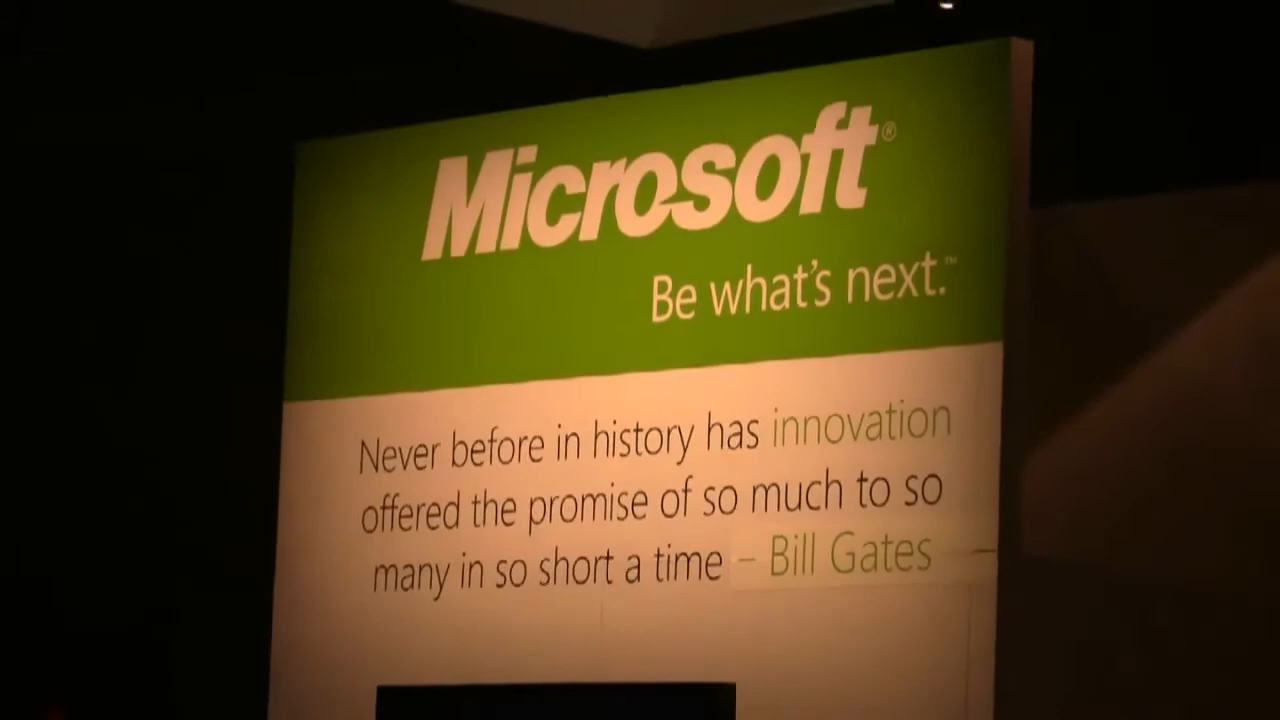 Microsoft®
Be what's next.™
Never before in history has innovation
offered the promise of so much to so
many in so short a time – Bill Gates –